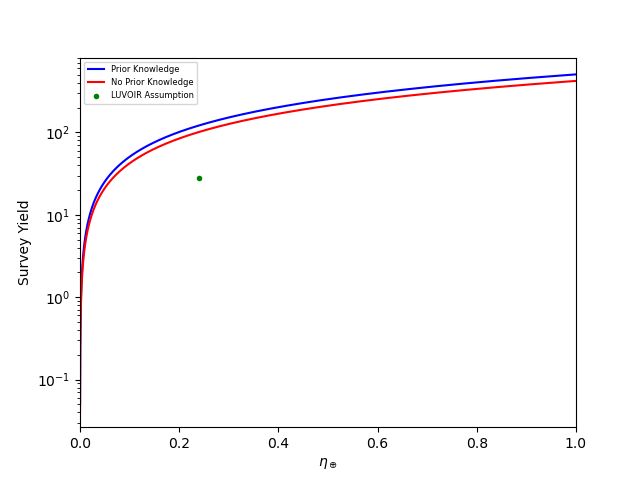 Prior Knowledge
No Prior Knowledge
LUVOIR Assumption
Survey Yield
10²
10¹
10⁰
10⁻¹
0.0 0.2 0.4 0.6 0.8 1.0
η⊕